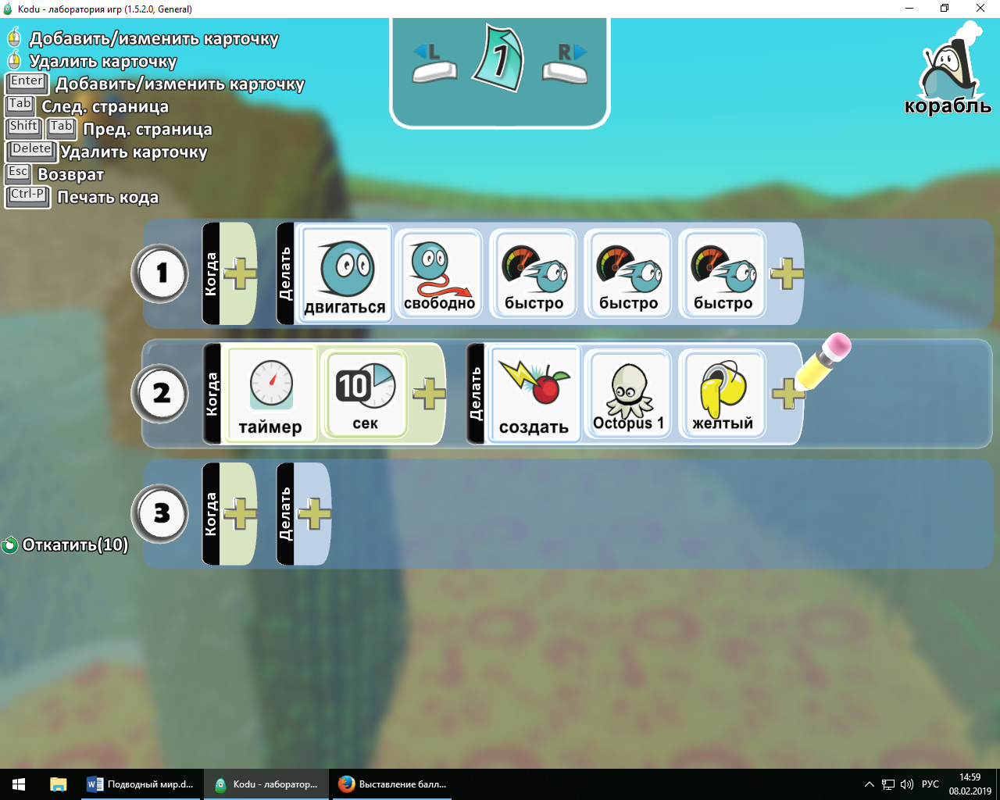 Kodu - лаборатория игр (1.5.2.0, General)
Добавить/изменить карточку
Удалить карточку
Enter Добавить/изменить карточку
Tab След. страница
Shift Tab Пред. страница
Delete Удалить карточку
Esc Возврат
Ctrl-P Печать кода
L 1 R
корабль
1 Когда Делать двигаться свободно быстро быстро быстро
2 Когда таймер 10 сек Делать создать Octopus 1 желтый
3 Когда Делать
Откатить(10)
Подводный мир.d...
Kodu - лаборатор...
Выставление балл...
РУС
14:59
08.02.2019